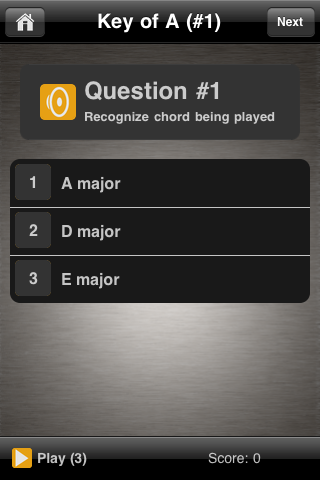 Key of A (#1)
Next
Question #1
Recognize chord being played
1 A major
2 D major
3 E major
Play (3)
Score: 0